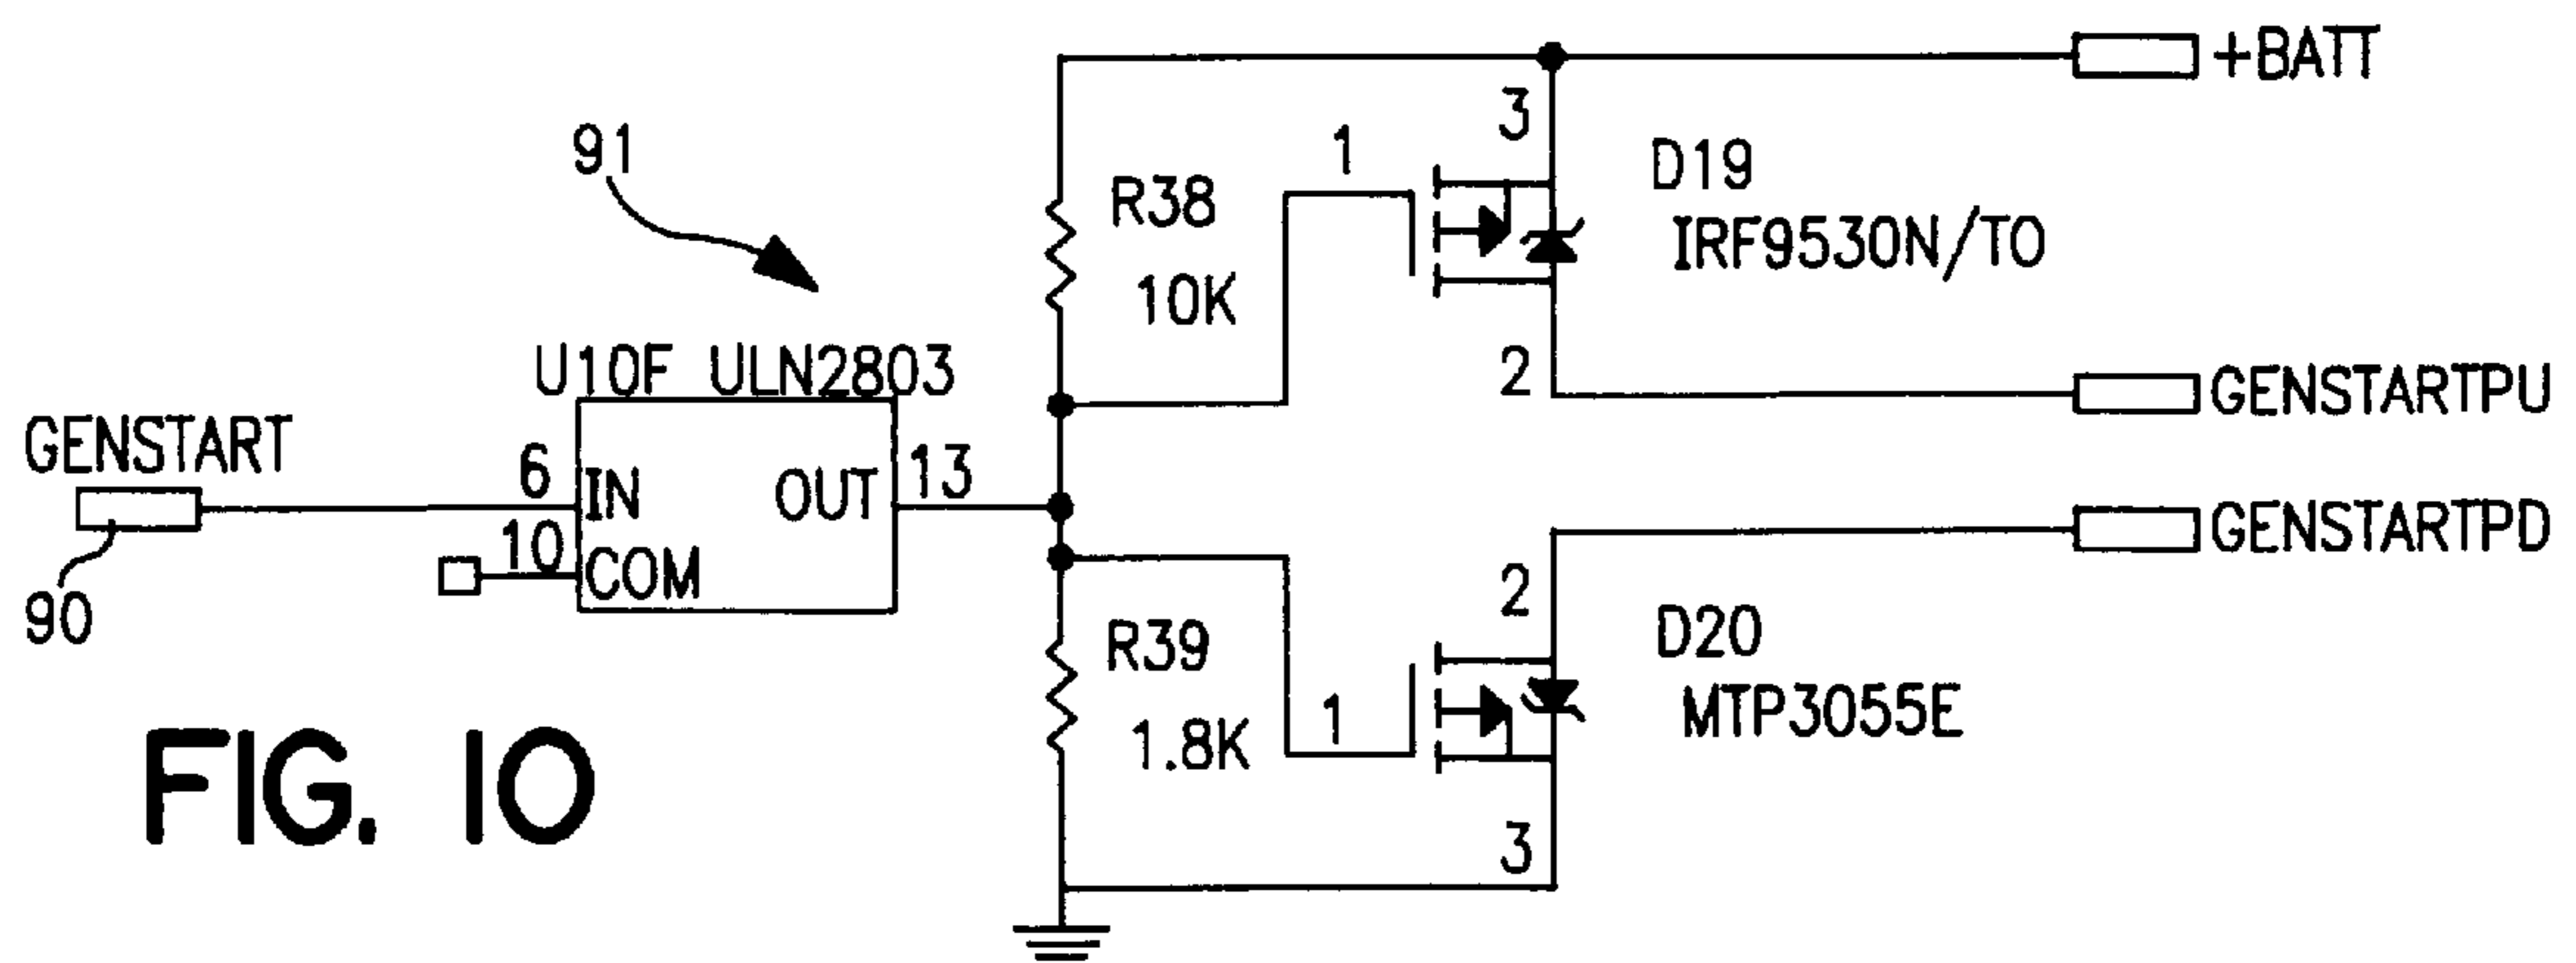 +BATT
3
91
1
D19
R38
IRF9530N/TO
10K
U10F ULN2803
2
GENSTARTPU
GENSTART
6
IN
OUT
13
GENSTARTPD
10
COM
90
2
D20
R39
MTP3055E
1
1.8K
3
FIG. 10